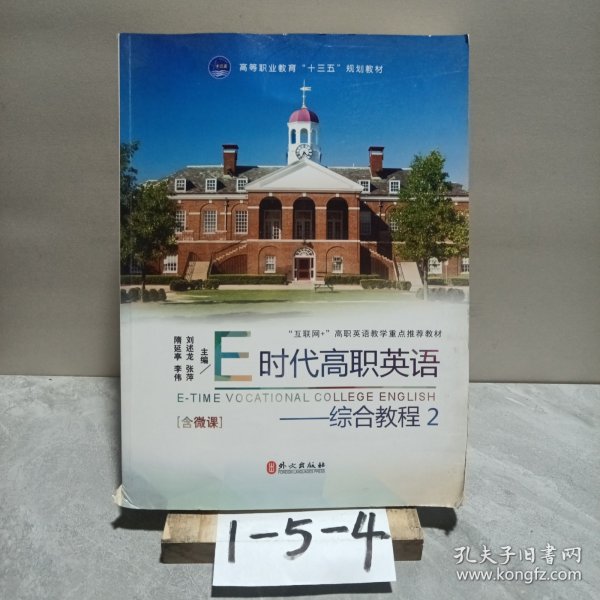 高等职业教育“十三五”规划教材
“互联网+”高职英语教学重点推荐教材
主编/
刘述龙 张萍
隋延亭 李伟
E时代高职英语
E-TIME VOCATIONAL COLLEGE ENGLISH
[含微课]
——综合教程2
外文出版社
FOREIGN LANGUAGES PRESS
1-5-4
孔夫子旧书网
www.kongfz.com